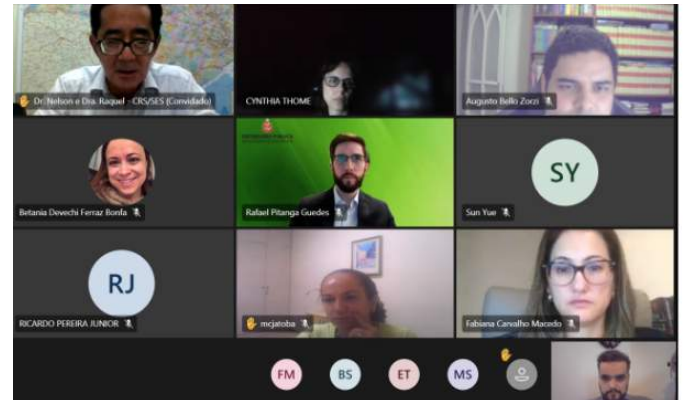 Dr. Nelson e Dra. Raquel - CRS/SES (Convidado)
CYNTHIA THOME
Augusto Bello Zorzi
Betania Devechi Ferraz Bonfa
Rafael Pitanga Guedes
SY
Sun Yue
RJ
RICARDO PEREIRA JUNIOR
mcjatoba
Fabiana Carvalho Macedo
FM
BS
ET
MS